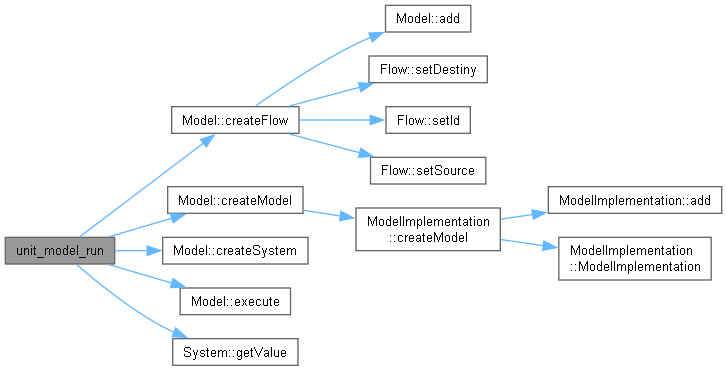 unit_model_run
Model::createFlow
Model::add
Flow::setDestiny
Flow::setId
Flow::setSource
Model::createModel
ModelImplementation
::createModel
ModelImplementation::add
ModelImplementation
::ModelImplementation
Model::createSystem
Model::execute
System::getValue